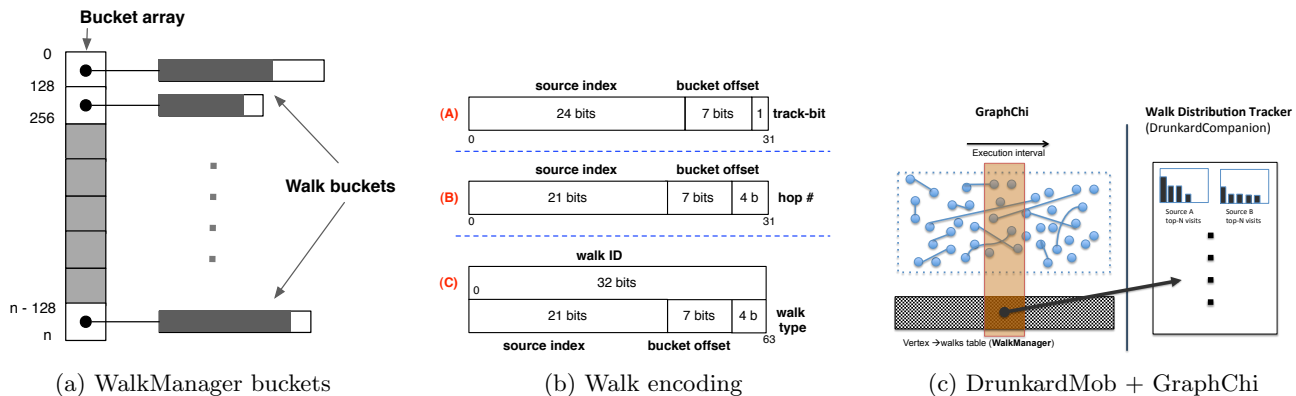 Bucket array
0
128
256
Walk buckets
n - 128
n
(a) WalkManager buckets
source index
bucket offset
(A)
24 bits
7 bits
1
track-bit
0
31
source index
bucket offset
(B)
21 bits
7 bits
4 b
hop #
0
31
walk ID
(C)
0
32 bits
21 bits
7 bits
4 b
walk
type
63
source index
bucket offset
(b) Walk encoding
GraphChi
Execution interval
Vertex →walks table (WalkManager)
Walk Distribution Tracker
(DrunkardCompanion)
Source A
top-N visits
Source B
top-N visits
(c) DrunkardMob + GraphChi